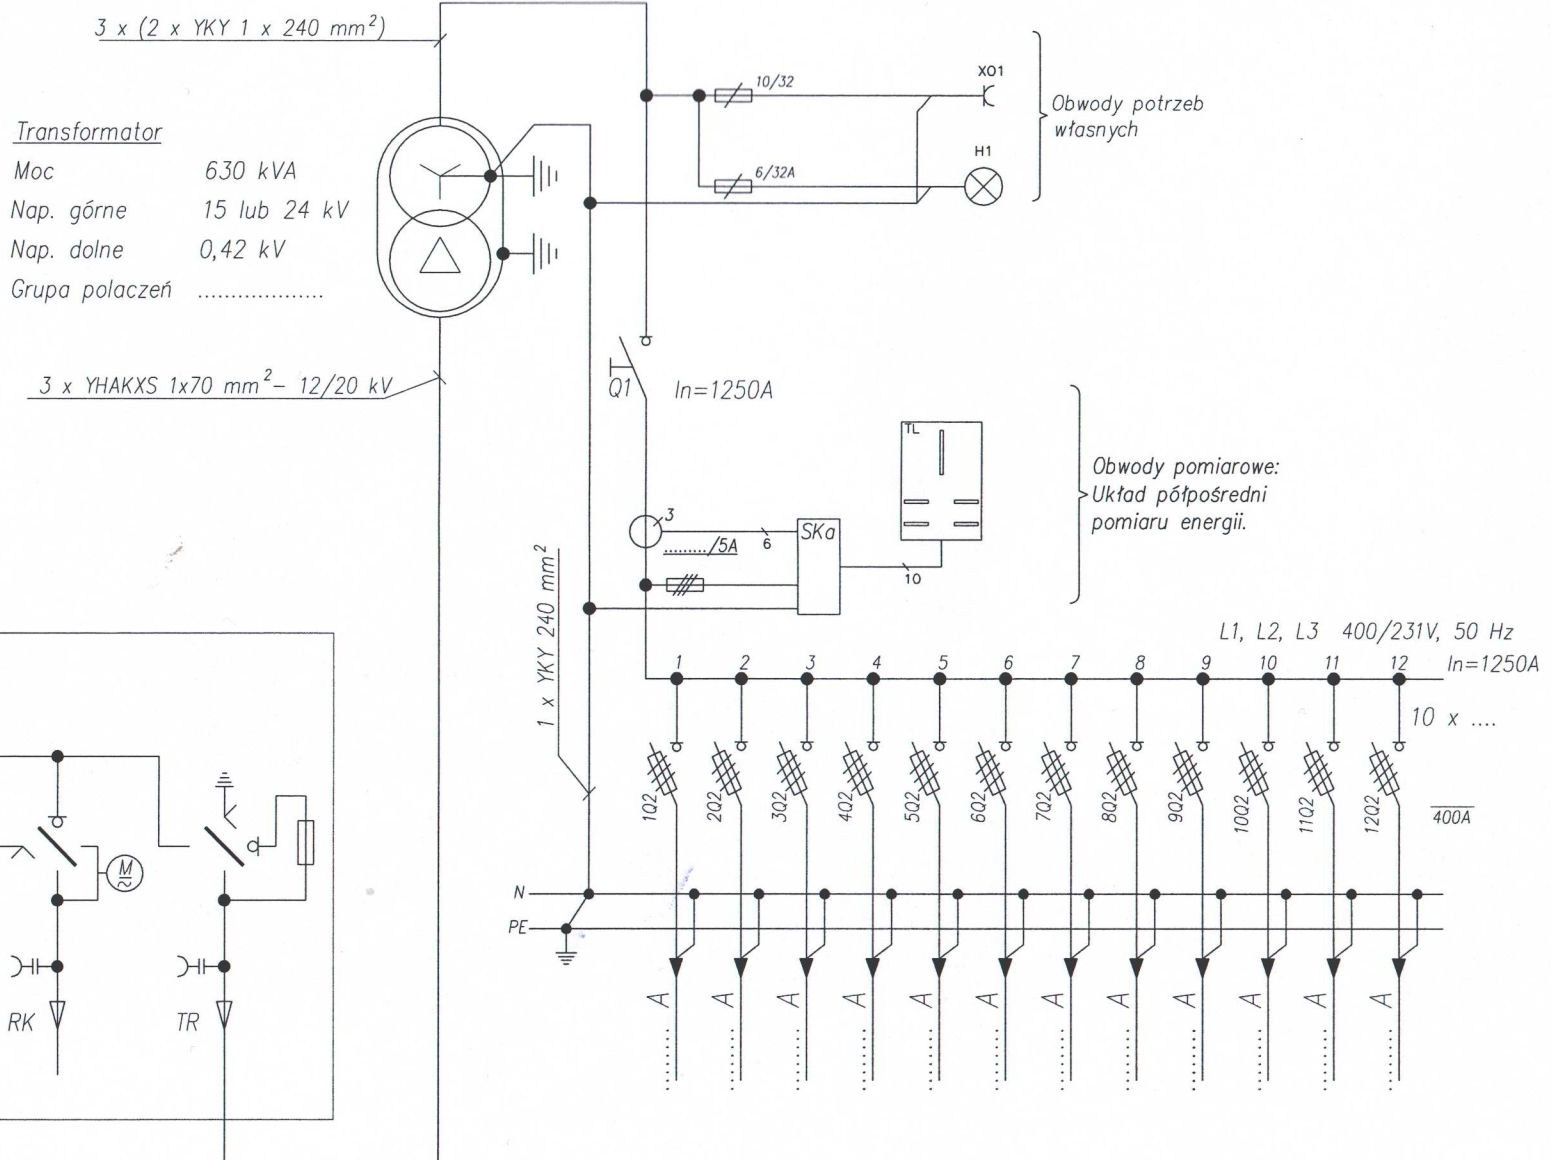 3 x (2 x YKY 1 x 240 mm²)
Transformator
Moc 630 kVA
Nap. górne 15 lub 24 kV
Nap. dolne 0,42 kV
Grupa polaczeń ...................
3 x YHAKXS 1x70 mm²- 12/20 kV
10/32
X01
6/32A
H1
Obwody potrzeb
własnych
Q1
In=1250A
TL
3
........./5A
6
SKa
10
Obwody pomiarowe:
Układ półpośredni
pomiaru energii.
1 x YKY 240 mm²
L1, L2, L3 400/231V, 50 Hz
In=1250A
1 2 3 4 5 6 7 8 9 10 11 12
10 x ....
1Q2 2Q2 3Q2 4Q2 5Q2 6Q2 7Q2 8Q2 9Q2 10Q2 11Q2 12Q2
400A
N
PE
M
~
RK
TR
........ A ........ A ........ A ........ A ........ A ........ A ........ A ........ A ........ A ........ A ........ A ........ A